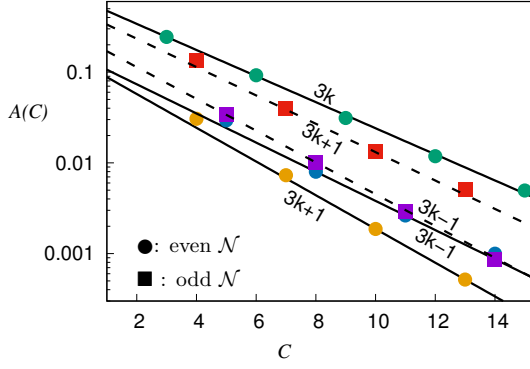 0.1
0.01
0.001
A(C)
3k
3k+1
3k+1
3k−1
3k−1
●: even 𝒩
■ : odd 𝒩
2 4 6 8 10 12 14
C